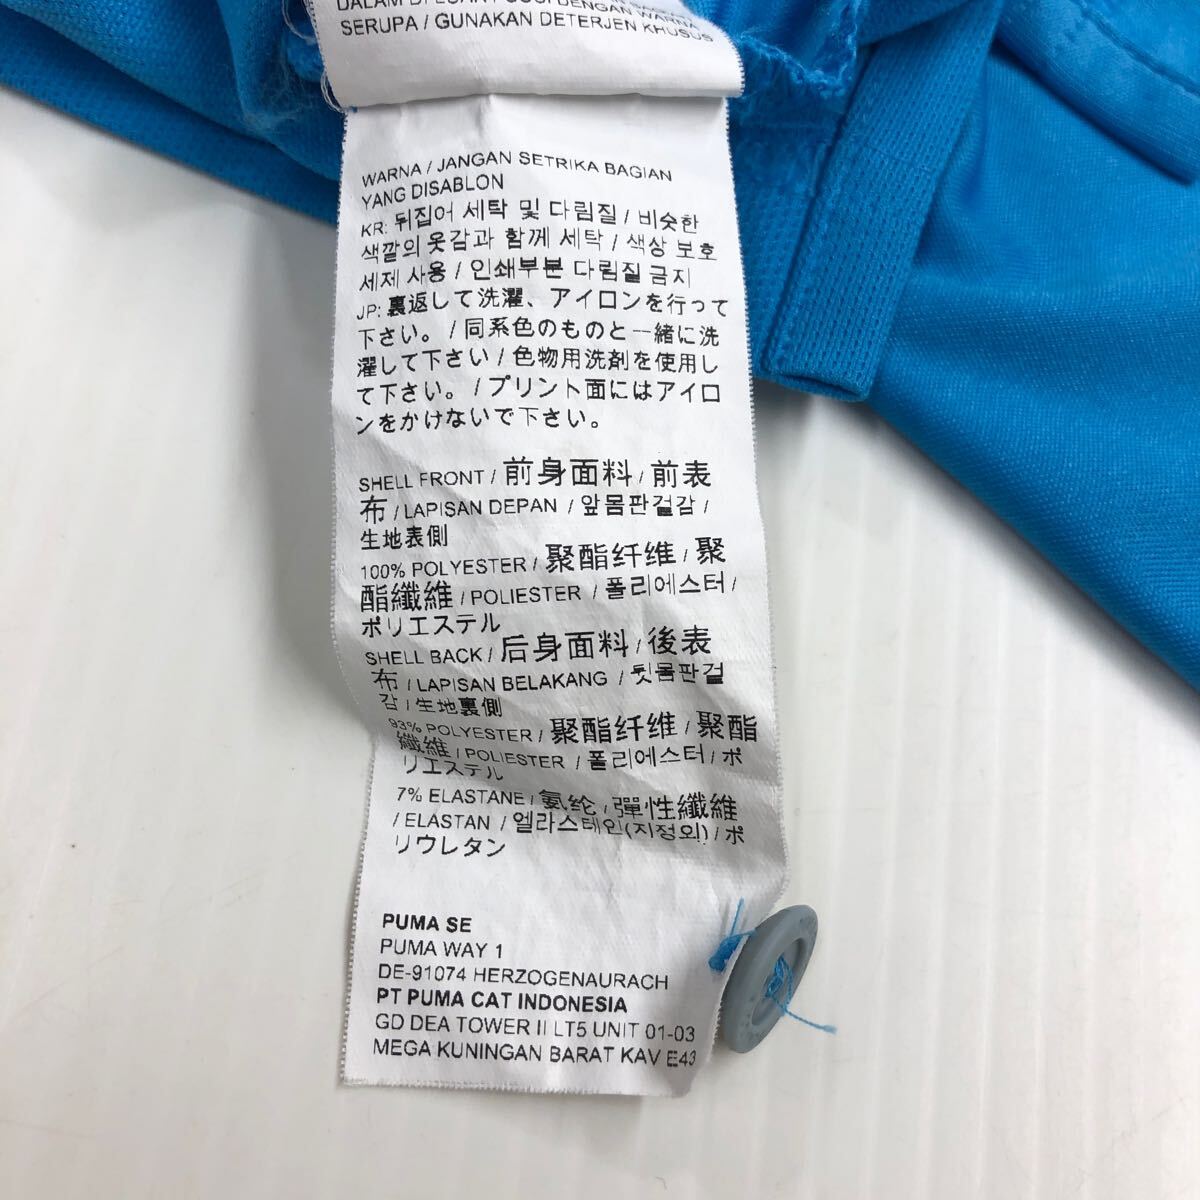 DALAM DI LUAR / CUCI DENGAN WARNA
SERUPA / GUNAKAN DETERJEN KHUSUS
WARNA / JANGAN SETRIKA BAGIAN
YANG DISABLON
KR: 뒤집어 세탁 및 다림질 / 비슷한
색깔의 옷감과 함께 세탁 / 색상 보호
세제 사용 / 인쇄부분 다림질 금지
JP: 裏返して洗濯、アイロンを行って
下さい。 / 同系色のものと一緒に洗
濯して下さい / 色物用洗剤を使用し
て下さい。 / プリント面にはアイロ
ンをかけないで下さい。
SHELL FRONT / 前身面料 / 前表
布 / LAPISAN DEPAN / 앞몸판겉감 /
生地表側
100% POLYESTER / 聚酯纤维 / 聚
酯纖維 / POLIESTER / 폴리에스터 /
ポリエステル
SHELL BACK / 后身面料 / 後表
布 / LAPISAN BELAKANG / 뒷몸판겉
감 / 生地裏側
93% POLYESTER / 聚酯纤维 / 聚酯
纖維 / POLIESTER / 폴리에스터 / ポ
リエステル
7% ELASTANE / 氨纶 / 彈性纖維
/ ELASTAN / 엘라스테인(지정외) / ポ
リウレタン
PUMA SE
PUMA WAY 1
DE-91074 HERZOGENAURACH
PT PUMA CAT INDONESIA
GD DEA TOWER II LT5 UNIT 01-03
MEGA KUNINGAN BARAT KAV E43